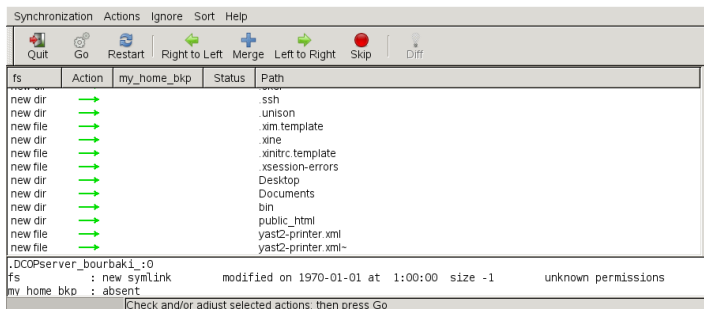 Synchronization Actions Ignore Sort Help
Quit Go Restart Right to Left Merge Left to Right Skip Diff
fs Action my_home_bkp Status Path
new dir .ssh
new dir .unison
new file .xim.template
new dir .xine
new file .xinitrc.template
new file .xsession-errors
new dir Desktop
new dir Documents
new dir bin
new dir public_html
new file yast2-printer.xml
new file yast2-printer.xml~
.DCOPserver_bourbaki_:0
fs : new symlink modified on 1970-01-01 at 1:00:00 size -1 unknown permissions
my_home_bkp : absent
Check and/or adjust selected actions; then press Go